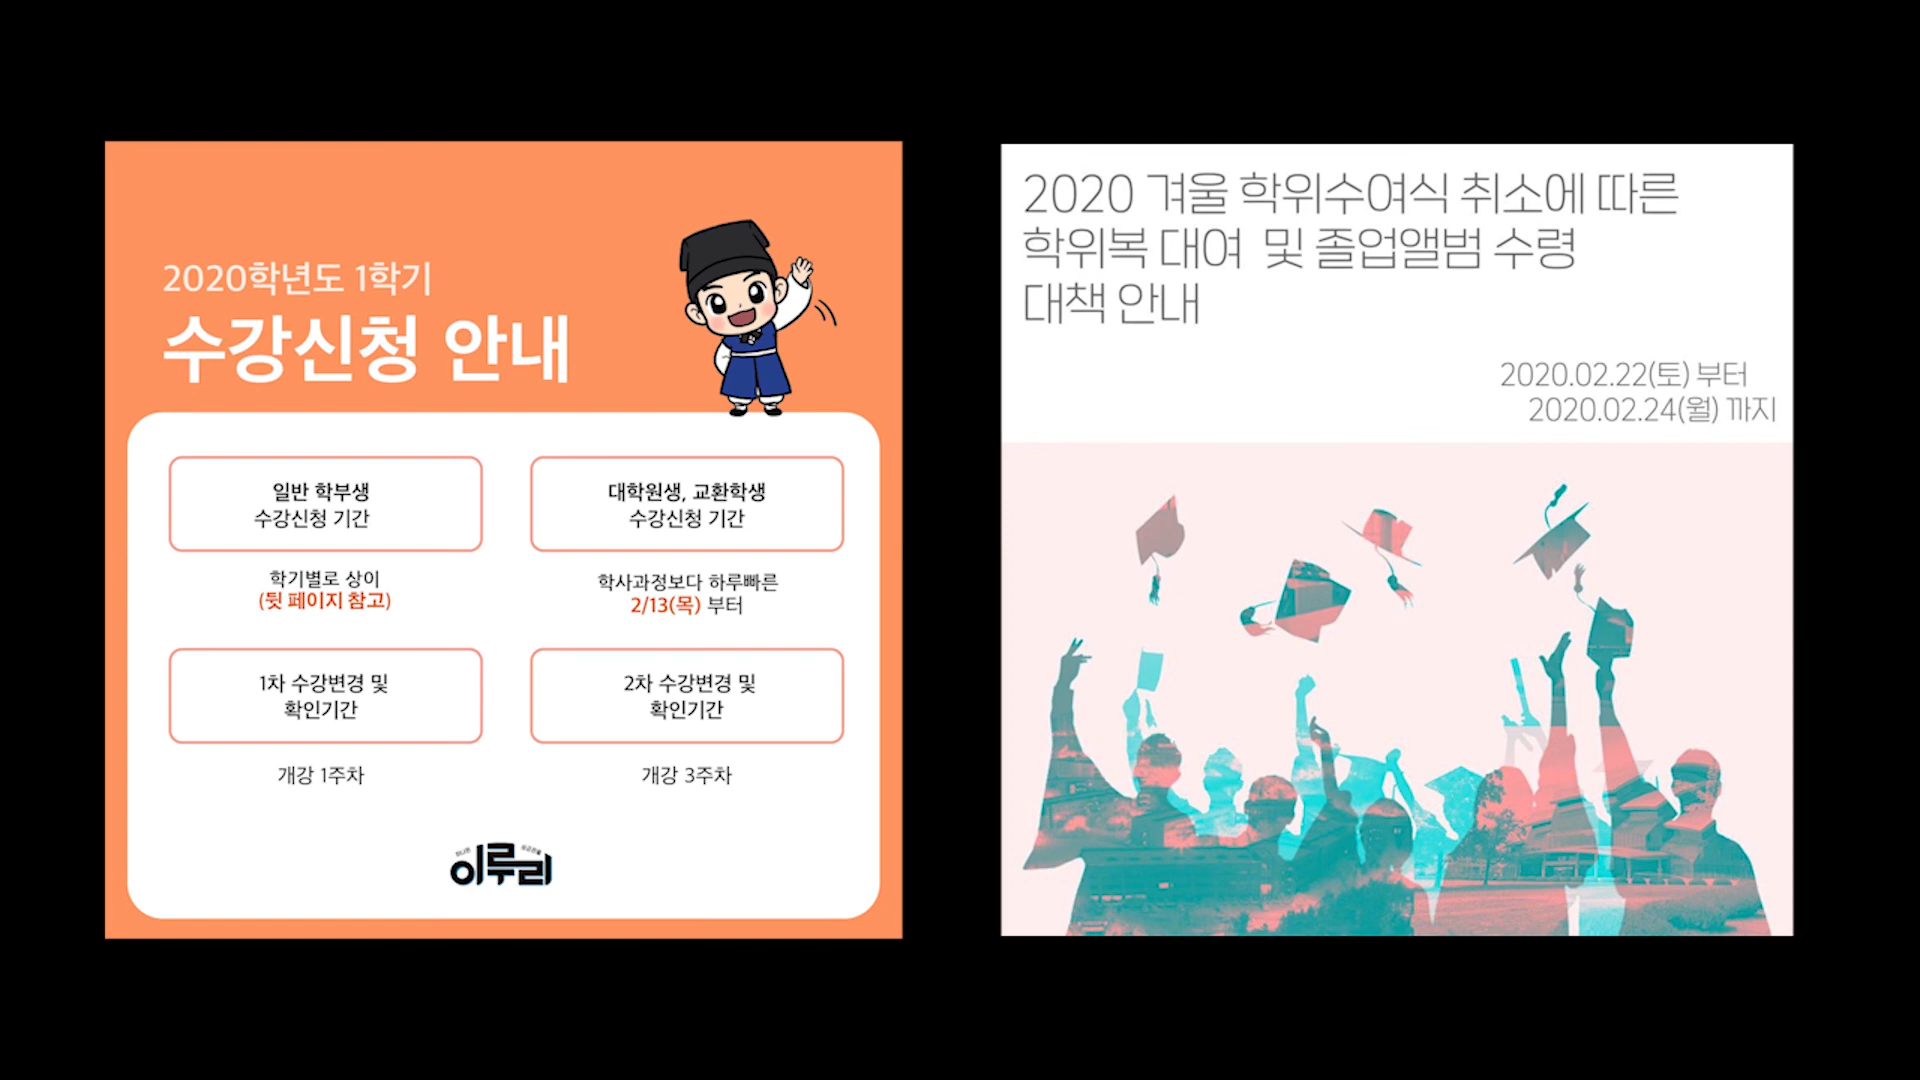 2020학년도 1학기
수강신청 안내
일반 학부생
수강신청 기간
학기별로 상이
(뒷 페이지 참고)
대학원생, 교환학생
수강신청 기간
학사과정보다 하루빠른
2/13(목) 부터
1차 수강변경 및
확인기간
개강 1주차
2차 수강변경 및
확인기간
개강 3주차
이루리
2020 겨울 학위수여식 취소에 따른
학위복 대여 및 졸업앨범 수령
대책 안내
2020.02.22(토) 부터
2020.02.24(월) 까지